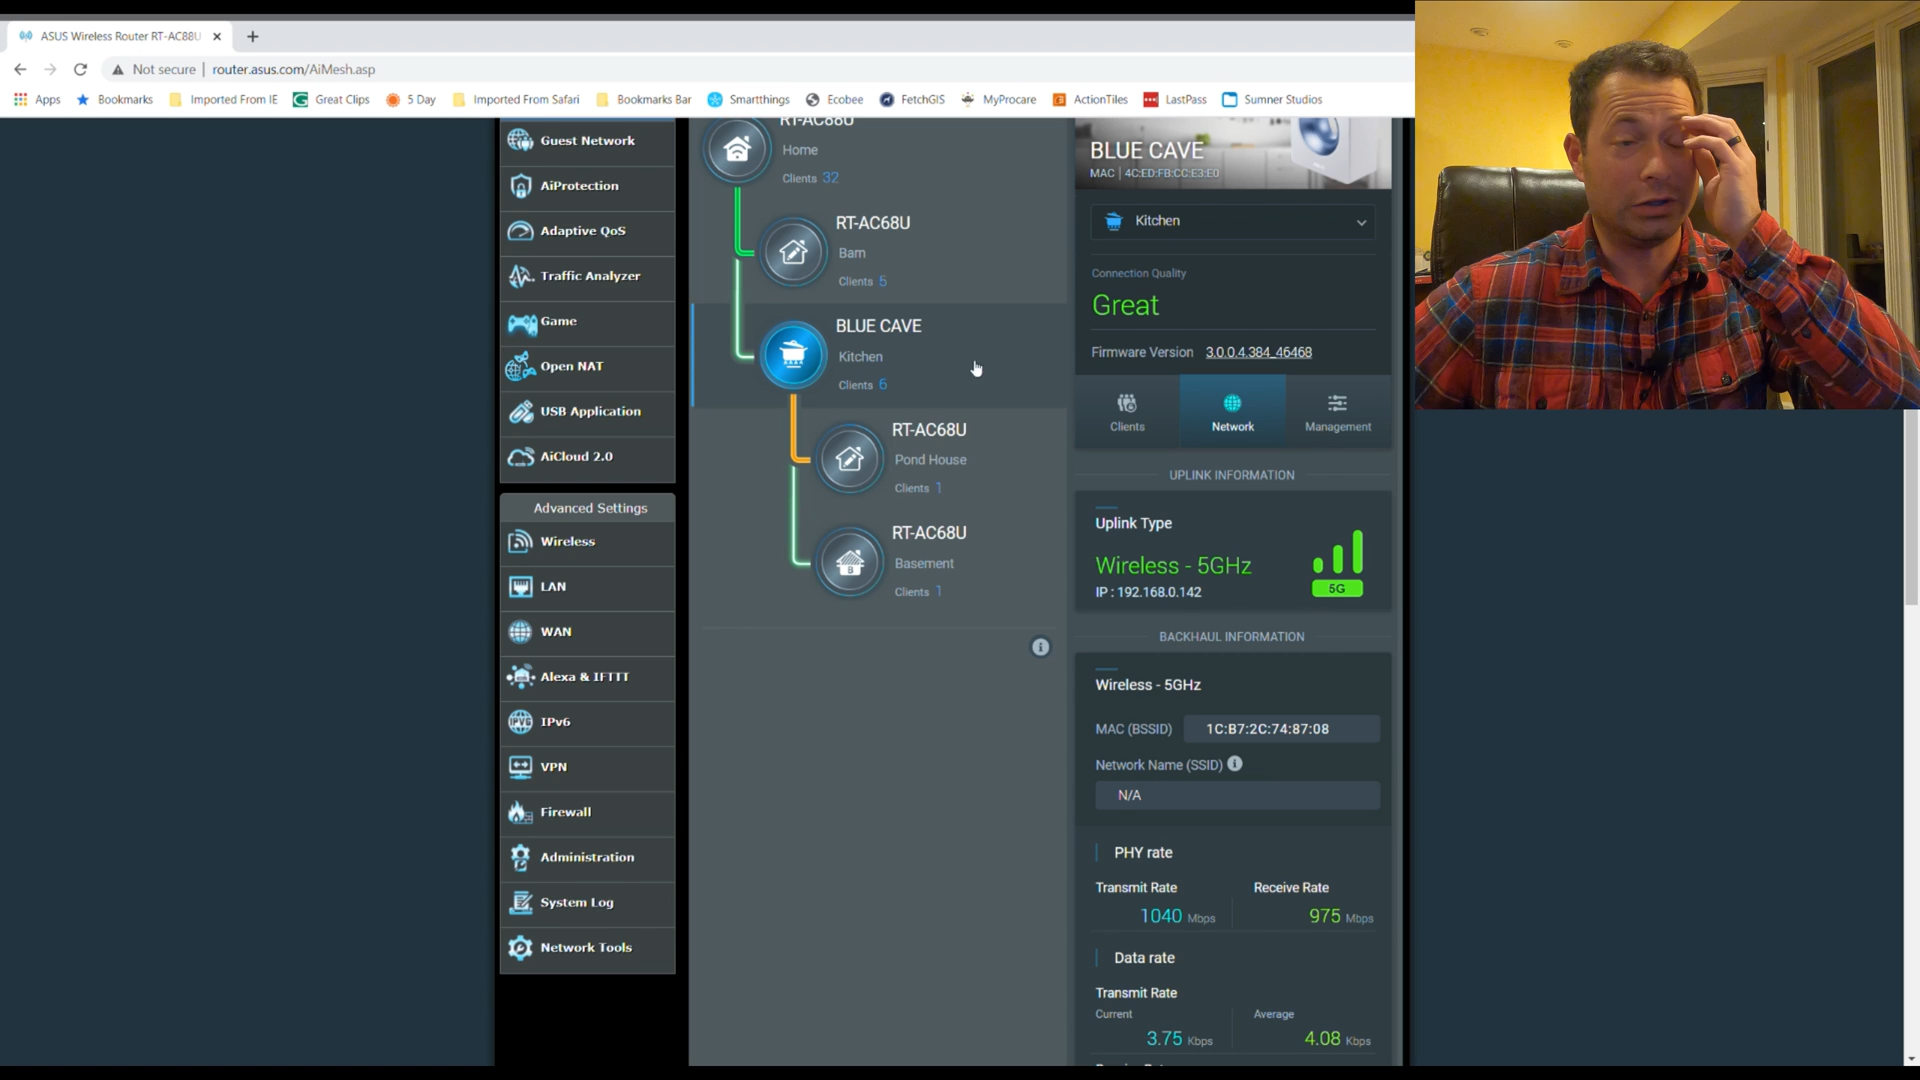 ASUS Wireless Router RT-AC88U
Not secure | router.asus.com/AiMesh.asp
Apps Bookmarks Imported From IE Great Clips 5 Day Imported From Safari Bookmarks Bar Smartthings Ecobee FetchGIS MyProcare ActionTiles LastPass Sumner Studios
Guest Network
AiProtection
Adaptive QoS
Traffic Analyzer
Game
Open NAT
USB Application
AiCloud 2.0
Advanced Settings
Wireless
LAN
WAN
Alexa & IFTTT
IPv6
VPN
Firewall
Administration
System Log
Network Tools
RT-AC88U
Home
Clients 32
RT-AC68U
Barn
Clients 5
BLUE CAVE
Kitchen
Clients 6
RT-AC68U
Pond House
Clients 1
RT-AC68U
B
Basement
Clients 1
BLUE CAVE
MAC | 4C:ED:FB:CC:E3:E0
Kitchen
Connection Quality
Great
Firmware Version 3.0.0.4.384_46468
Clients Network Management
UPLINK INFORMATION
Uplink Type
Wireless - 5GHz
IP : 192.168.0.142
5G
BACKHAUL INFORMATION
Wireless - 5GHz
MAC (BSSID) 1C:B7:2C:74:87:08
Network Name (SSID)
N/A
PHY rate
Transmit Rate Receive Rate
1040 Mbps 975 Mbps
Data rate
Transmit Rate
Current Average
3.75 Kbps 4.08 Kbps